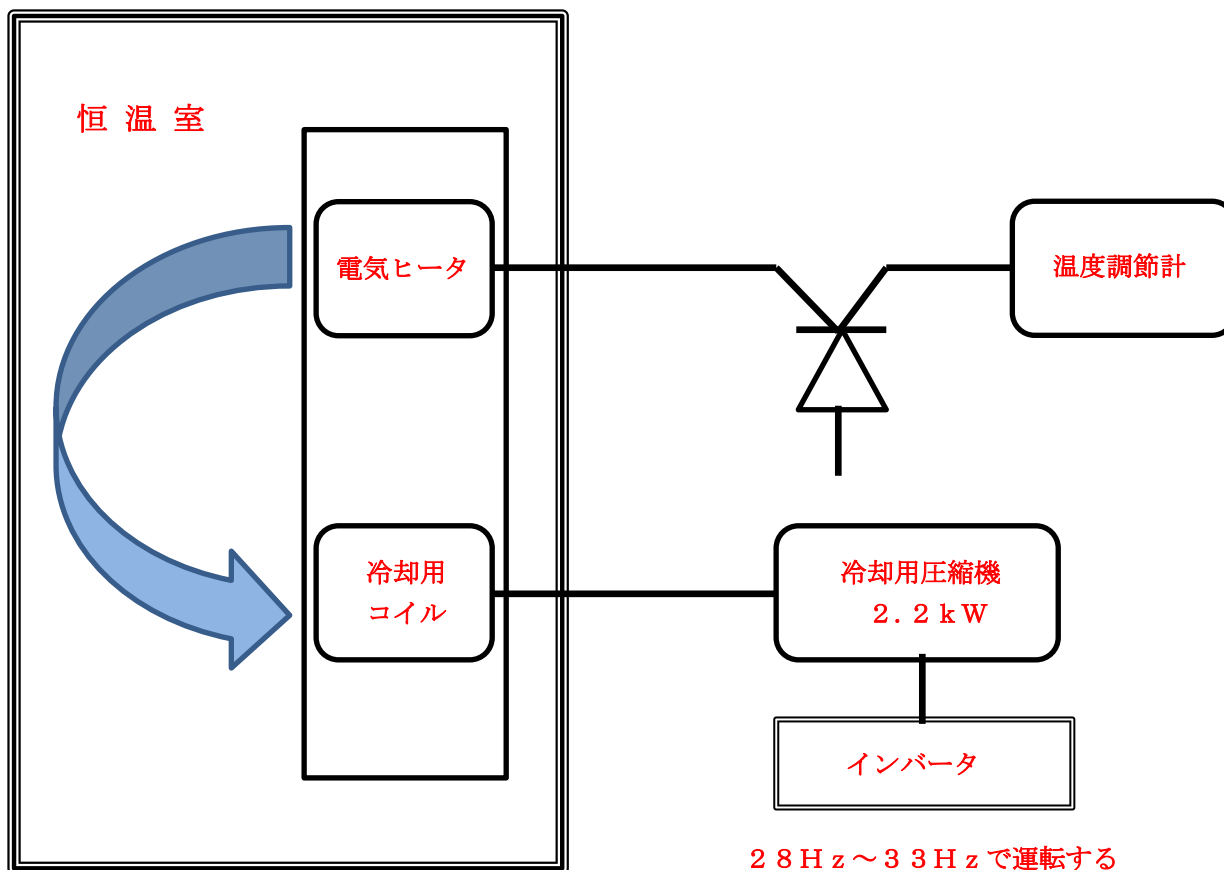 恒 温 室
電気ヒータ
温度調節計
冷却用
コイル
冷却用圧縮機
２.２ｋＷ
インバータ
２８Ｈｚ～３３Ｈｚで運転する